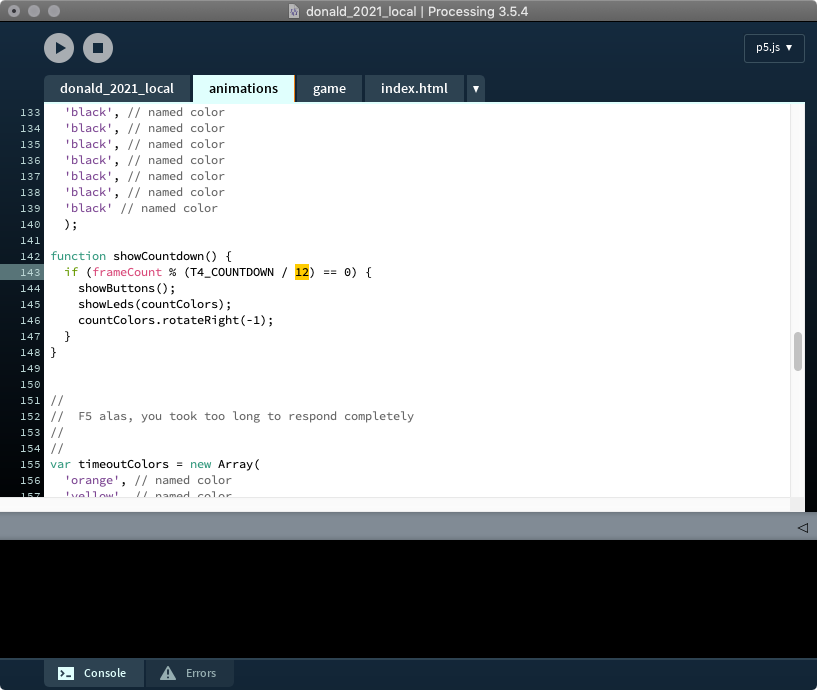 donald_2021_local | Processing 3.5.4
p5.js ▼
donald_2021_local animations game index.html ▼
133 'black', // named color
134 'black', // named color
135 'black', // named color
136 'black', // named color
137 'black', // named color
138 'black', // named color
139 'black' // named color
140 );
141
142 function showCountdown() {
143 if (frameCount % (T4_COUNTDOWN / 12) == 0) {
144 showButtons();
145 showLeds(countColors);
146 countColors.rotateRight(-1);
147 }
148 }
149
150
151 //
152 // F5 alas, you took too long to respond completely
153 //
154 //
155 var timeoutColors = new Array(
156 'orange', // named color
157 'yellow', // named color
Console Errors